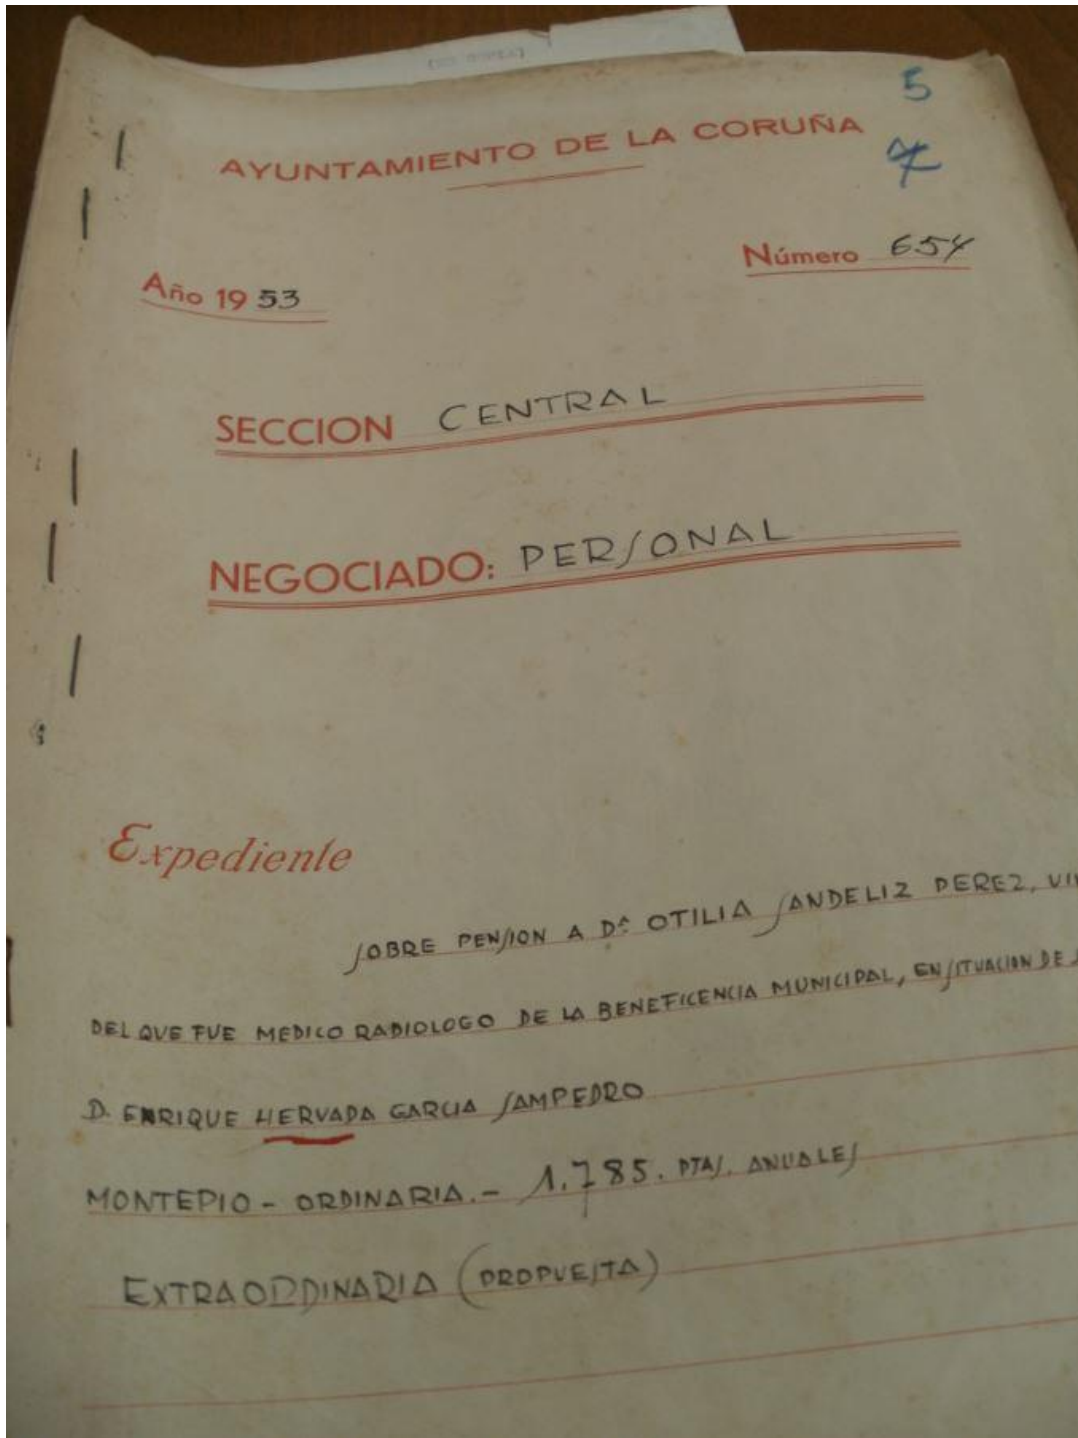 5
AYUNTAMIENTO DE LA CORUÑA
Número 654
Año 1953
SECCION CENTRAL
NEGOCIADO: PERSONAL
Expediente
SOBRE PENSION A Dª OTILIA SANDELIZ PEREZ,
DEL QUE FUE MEDICO RADIOLOGO DE LA BENEFICENCIA MUNICIPAL, EN SITUACION DE
D. ENRIQUE HERVADA GARCIA SAMPEDRO
MONTEPIO - ORDINARIA. - 1.785. PTAS. ANUALES
EXTRAORDINARIA (PROPUESTA)